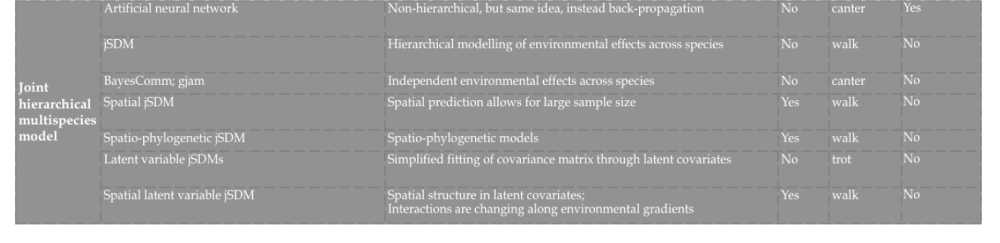 Artificial neural network Non-hierarchical, but same idea, instead back-propagation No canter Yes
jSDM Hierarchical modelling of environmental effects across species No walk No
Joint
hierarchical
multispecies
model
BayesComm; gjam Independent environmental effects across species No canter No
Spatial jSDM Spatial prediction allows for large sample size Yes walk No
Spatio-phylogenetic jSDM Spatio-phylogenetic models Yes walk No
Latent variable jSDMs Simplified fitting of covariance matrix through latent covariates No trot No
Spatial latent variable jSDM Spatial structure in latent covariates; Yes walk No
Interactions are changing along environmental gradients